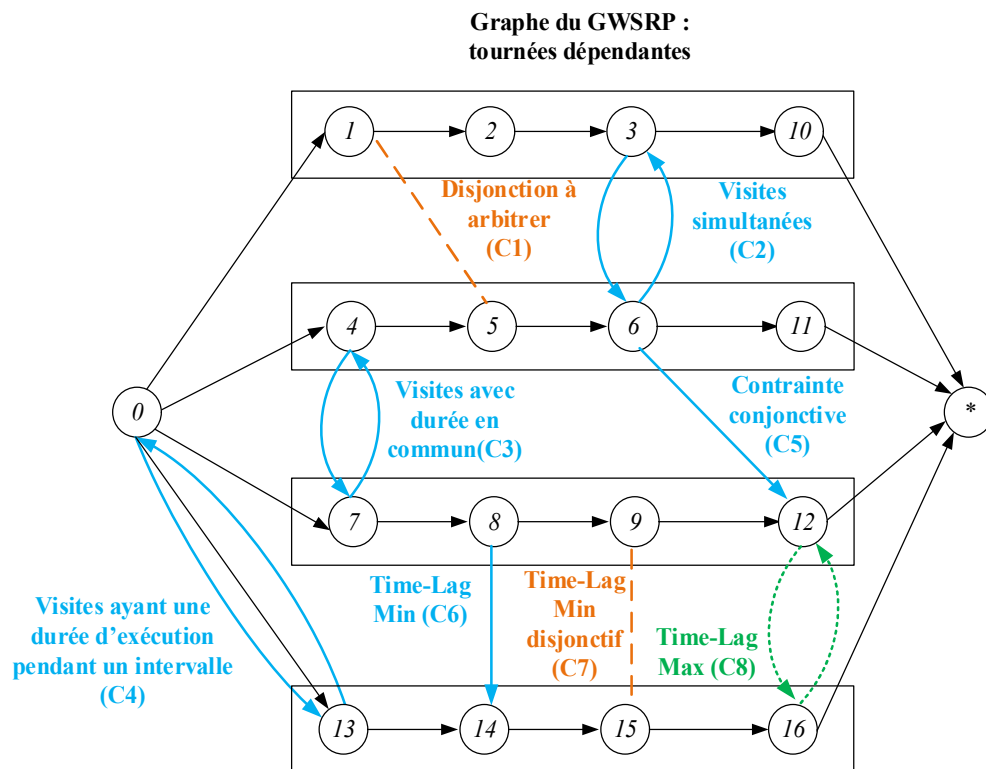 Graphe du GWSRP :
tournées dépendantes
1
2
3
10
Disjonction à
arbitrer
(C1)
Visites
simultanées
(C2)
4
5
6
11
0
Visites avec
durée en
commun(C3)
Contrainte
conjonctive
(C5)
*
7
8
9
12
Visites ayant une
durée d’exécution
pendant un intervalle
(C4)
Time-Lag
Min (C6)
Time-Lag
Min
disjonctif
(C7)
Time-Lag
Max (C8)
13
14
15
16